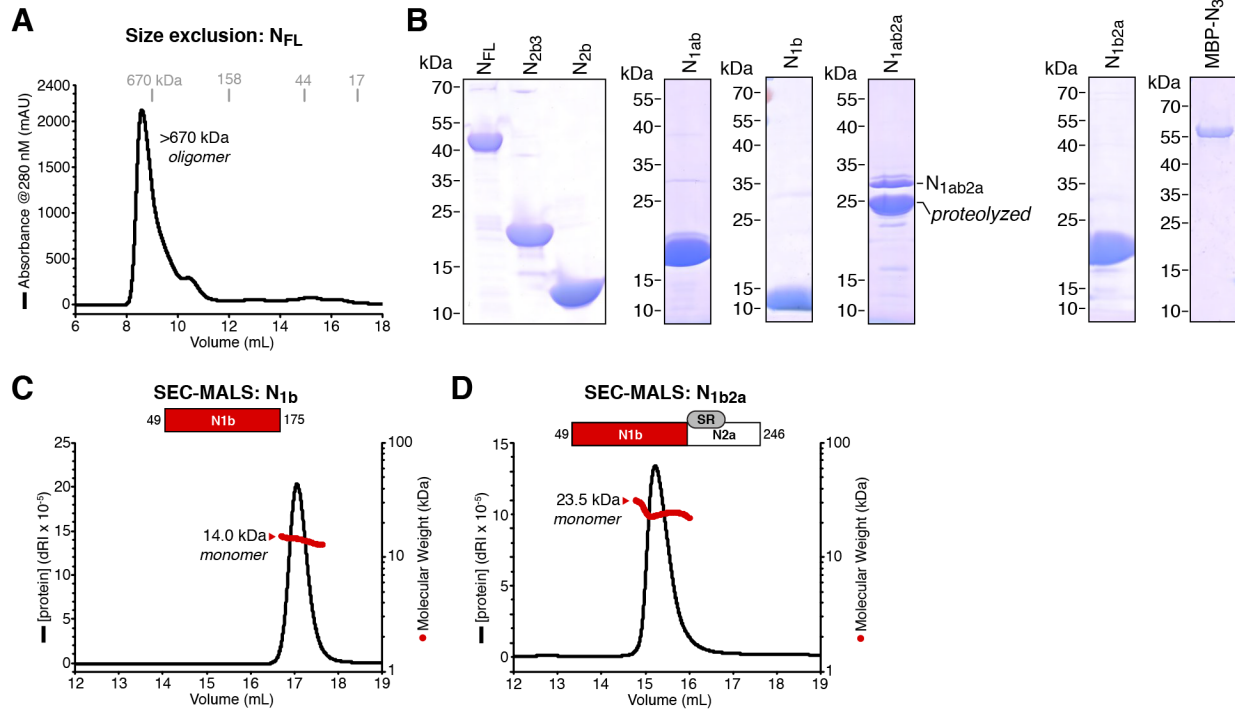 A
Size exclusion: NFL
670 kDa 158 44 17
2400
2000
1500
1000
500
0
Absorbance @280 nM (mAU)
>670 kDa
oligomer
6 8 10 12 14 16 18
Volume (mL)
B
kDa NFL N2b3 N2b
70-
55-
40-
35-
25-
15-
10-
kDa N1ab
55-
40-
35-
25-
15-
10-
kDa N1b
70-
55-
40-
35-
25-
15-
10-
kDa N1ab2a
55-
40-
35-
25-
15-
10-
-N1ab2a
proteolyzed
kDa N1b2a
70-
55-
40-
35-
25-
15-
10-
kDa MBP-N3
70-
55-
40-
35-
25-
15-
10-
C
SEC-MALS: N1b
49 N1b 175
25
20
15
10
5
0
[protein] (dRI x 10-5)
14.0 kDa
monomer
100
10
1
Molecular Weight (kDa)
12 13 14 15 16 17 18 19
Volume (mL)
D
SEC-MALS: N1b2a
SR
49 N1b N2a 246
15
10
5
0
[protein] (dRI x 10-5)
23.5 kDa
monomer
100
10
1
Molecular Weight (kDa)
12 13 14 15 16 17 18 19
Volume (mL)